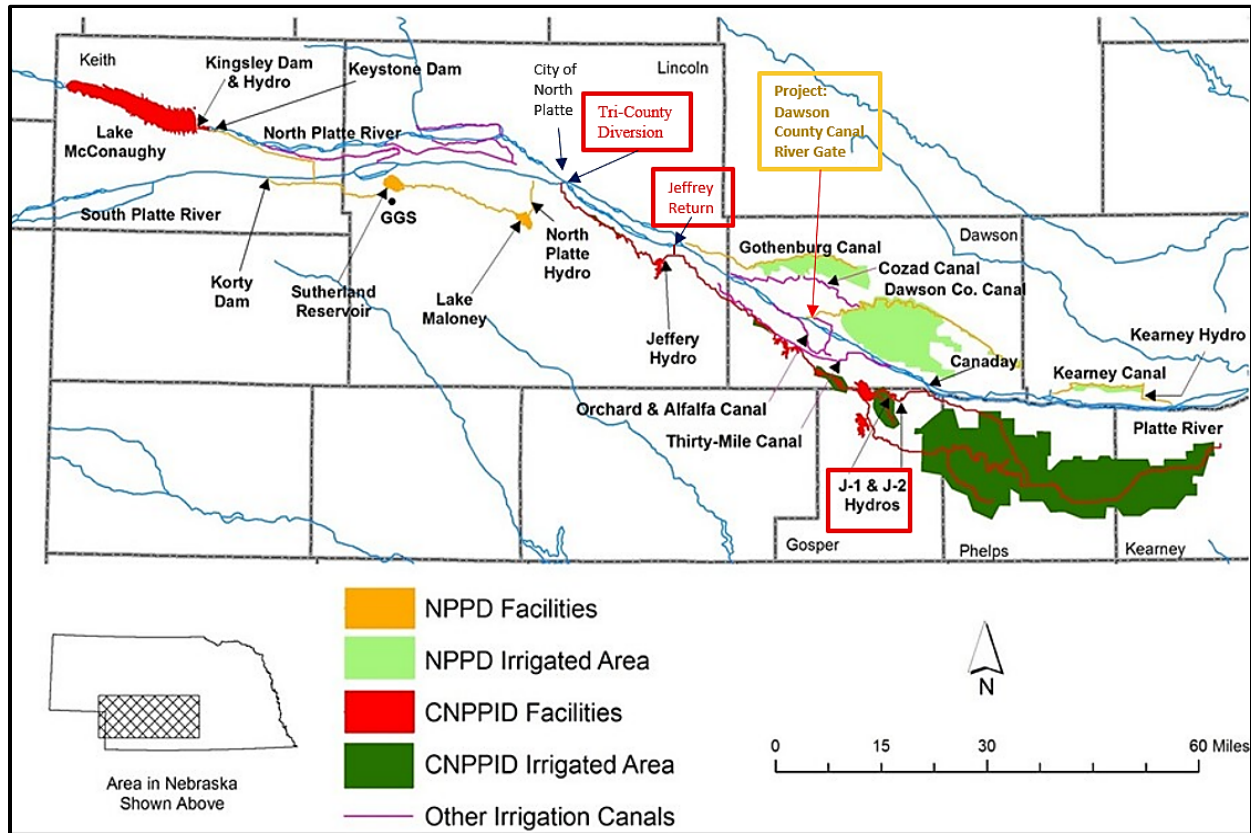 Keith
Kingsley Dam
& Hydro
Keystone Dam
City of
North
Platte
Lincoln
Tri-County
Diversion
Project:
Dawson
County Canal
River Gate
Lake
McConaughy
North Platte River
Jeffrey
Return
South Platte River
GGS
Korty
Dam
Sutherland
Reservoir
Lake
Maloney
North
Platte
Hydro
Jeffery
Hydro
Gothenburg Canal
Dawson
Cozad Canal
Dawson Co. Canal
Canaday
Kearney Hydro
Kearney Canal
Orchard & Alfalfa Canal
Thirty-Mile Canal
Platte River
J-1 & J-2
Hydros
Gosper
Phelps
Kearney
NPPD Facilities
NPPD Irrigated Area
CNPPID Facilities
CNPPID Irrigated Area
Other Irrigation Canals
Area in Nebraska
Shown Above
N
0 15 30 60 Miles